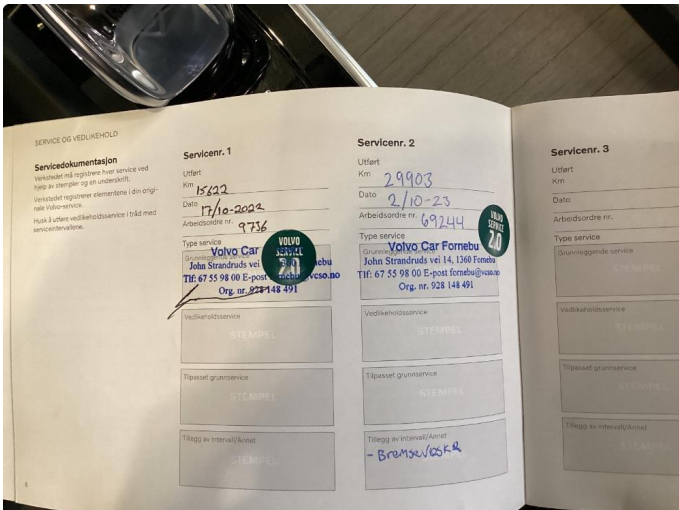 SERVICE OG VEDLIKEHOLD
Servicedokumentasjon
Verkstedet må registrere hver service ved
hjelp av stempler og en underskrift.
Verkstedet registrerer elementene i din origi-
nale Volvo-service.
Husk å utføre vedlikeholdsservice i tråd med
serviceintervallene.
Servicenr. 1
Utført
Km 15622
Dato 17/10-2022
Arbeidsordre nr. 9736
Type service
Grunnleggende
Volvo Car
VOLVO
SERVICE
2.0
John Strandruds vei
Tlf: 67 55 98 00 E-post
Org. nr. 928 148 491
Vedlikeholdsservice
STEMPEL
Tilpasset grunnservice
STEMPEL
Tillegg av intervall/Annet
STEMPEL
Servicenr. 2
Utført
Km 29903
Dato 2/10-23
Arbeidsordre nr. 69244
Type service
VOLVO
SERVICE
2.0
Volvo Car Fornebu
John Strandruds vei 14, 1360 Fornebu
Tlf: 67 55 98 00 E-post fornebu@vcso.no
Org. nr. 928 148 491
Vedlikeholdsservice
STEMPEL
Tilpasset grunnservice
STEMPEL
Tillegg av intervall/Annet
- Bremsevæske
Servicenr. 3
Utført
Km
Dato
Arbeidsordre nr.
Type service
Grunnleggende service
Vedlikeholdsservice
Tilpasset grunnservice
Tillegg av intervall/Annet